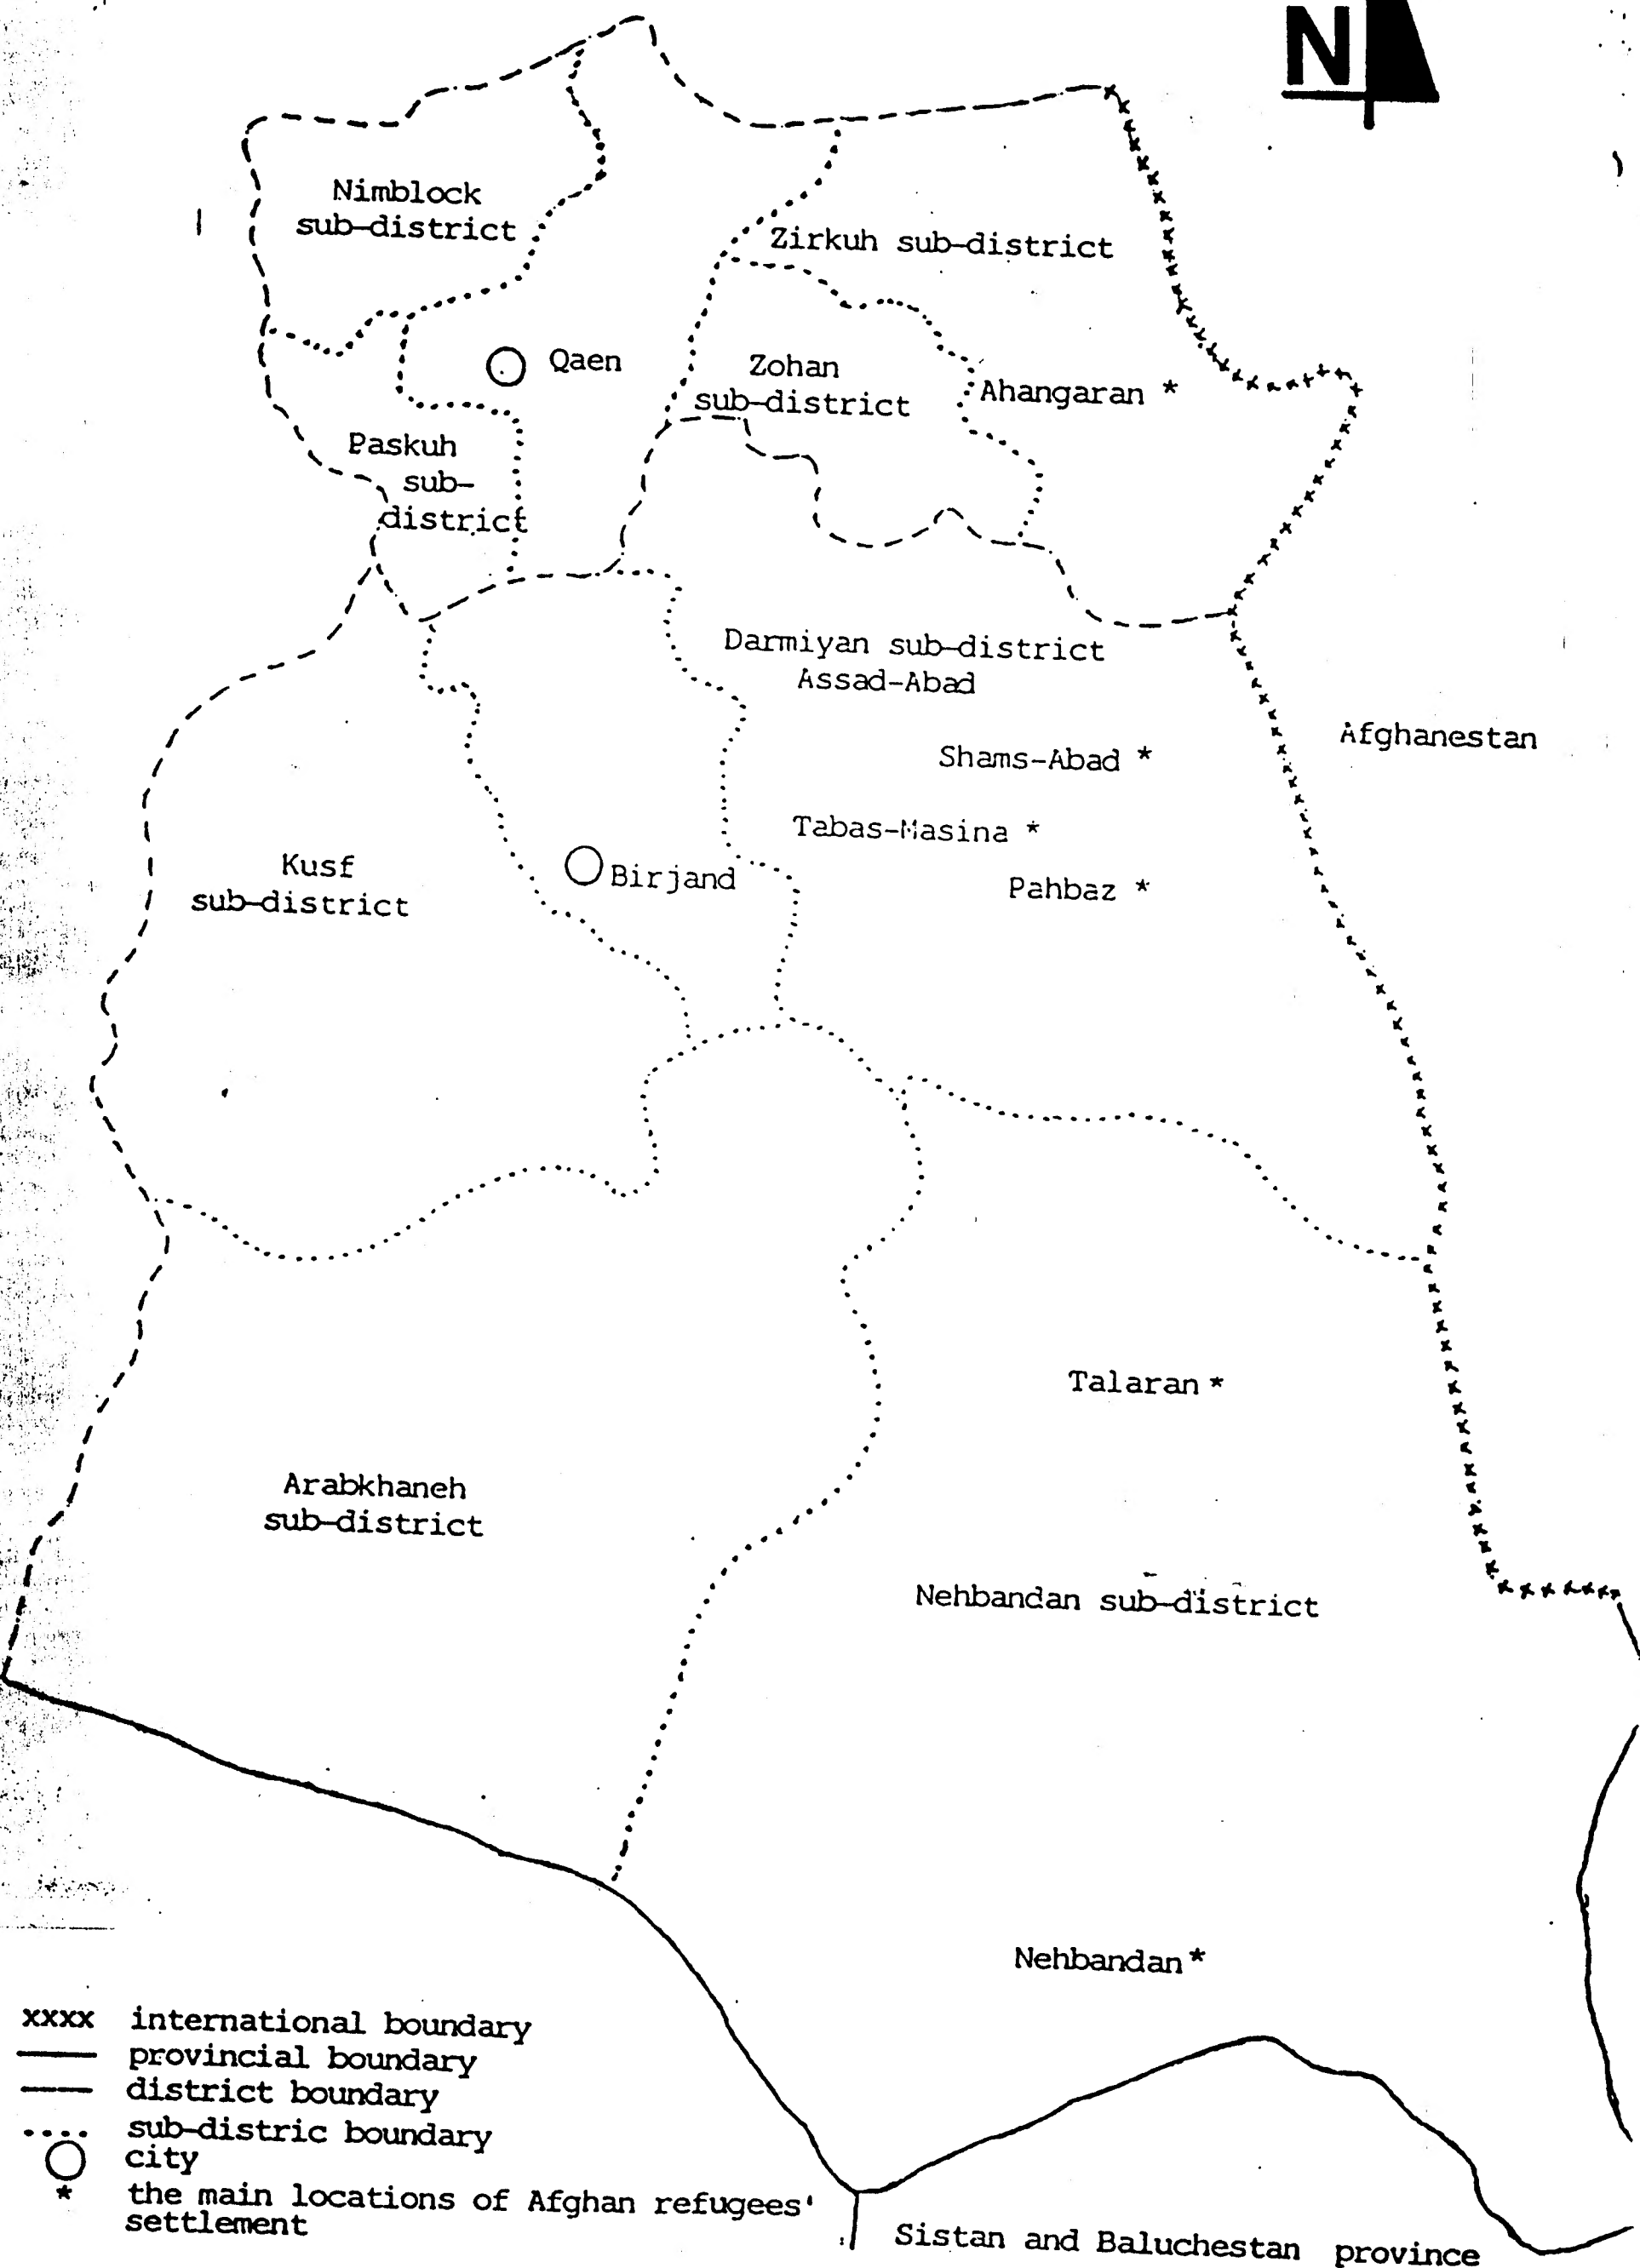 N
Nimblock
sub-district
Zirkuh sub-district
Qaen
Zohan
sub-district
Ahangaran *
Paskuh
sub-
district
Darmiyan sub-district
Assad-Abad
Afghanestan
Shams-Abad *
Tabas-Masina *
Kusf
sub-district
Birjand
Pahbaz *
Talaran *
Arabkhaneh
sub-district
Nehbandan sub-district
Nehbandan *
xxxx international boundary
provincial boundary
district boundary
.... sub-distric boundary
city
* the main locations of Afghan refugees'
settlement
Sistan and Baluchestan province